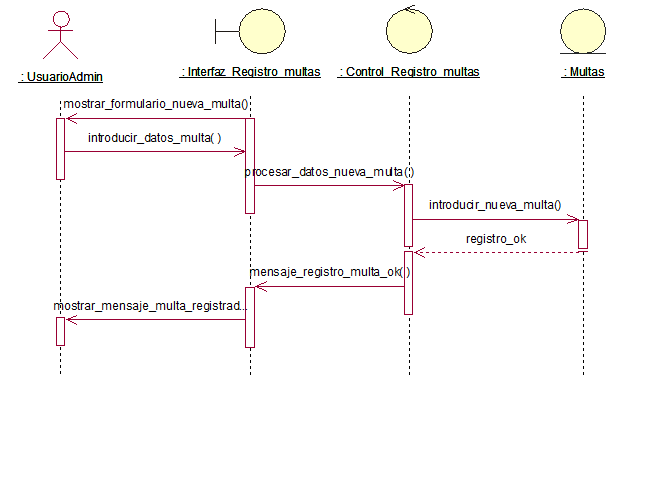 : UsuarioAdmin
: Interfaz_Registro_multas
: Control_Registro_multas
: Multas
mostrar_formulario_nueva_multa()
introducir_datos_multa( )
procesar_datos_nueva_multa( )
introducir_nueva_multa()
registro_ok
mensaje_registro_multa_ok( )
mostrar_mensaje_multa_registrad...